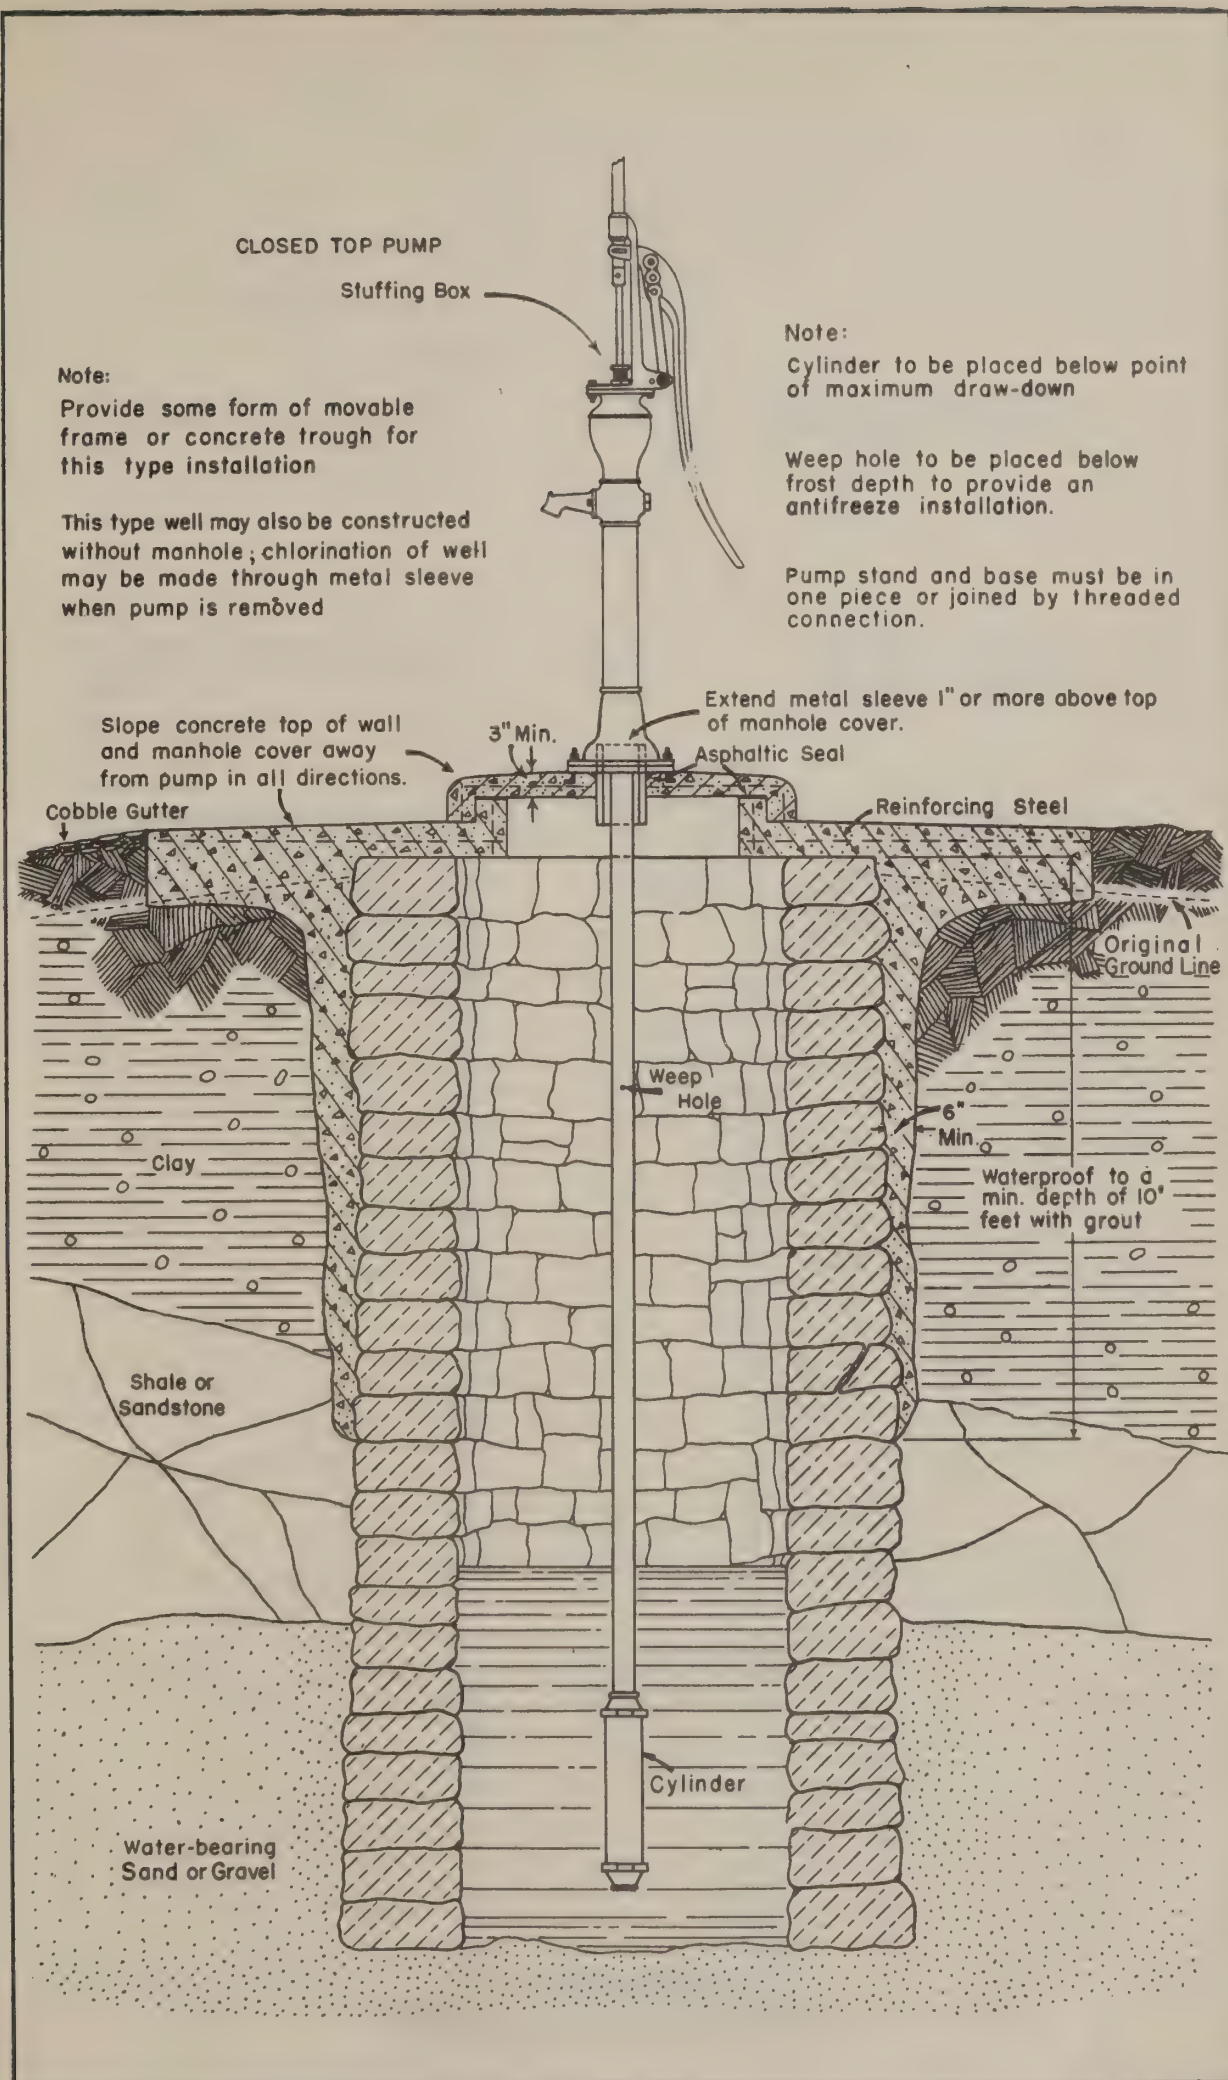 CLOSED TOP PUMP
Stuffing Box
Note:
Provide some form of movable
frame or concrete trough for
this type installation
This type well may also be constructed
without manhole; chlorination of well
may be made through metal sleeve
when pump is removed
Note:
Cylinder to be placed below point
of maximum draw-down
Weep hole to be placed below
frost depth to provide an
antifreeze installation.
Pump stand and base must be in
one piece or joined by threaded
connection.
Slope concrete top of wall
and manhole cover away
from pump in all directions.
3" Min.
Extend metal sleeve 1" or more above top
of manhole cover.
Asphaltic Seal
Cobble Gutter
Reinforcing Steel
Original
Ground Line
Weep
Hole
6"
Min.
Clay
Waterproof to a
min. depth of 10'
feet with grout
Shale or
Sandstone
Cylinder
Water-bearing
Sand or Gravel